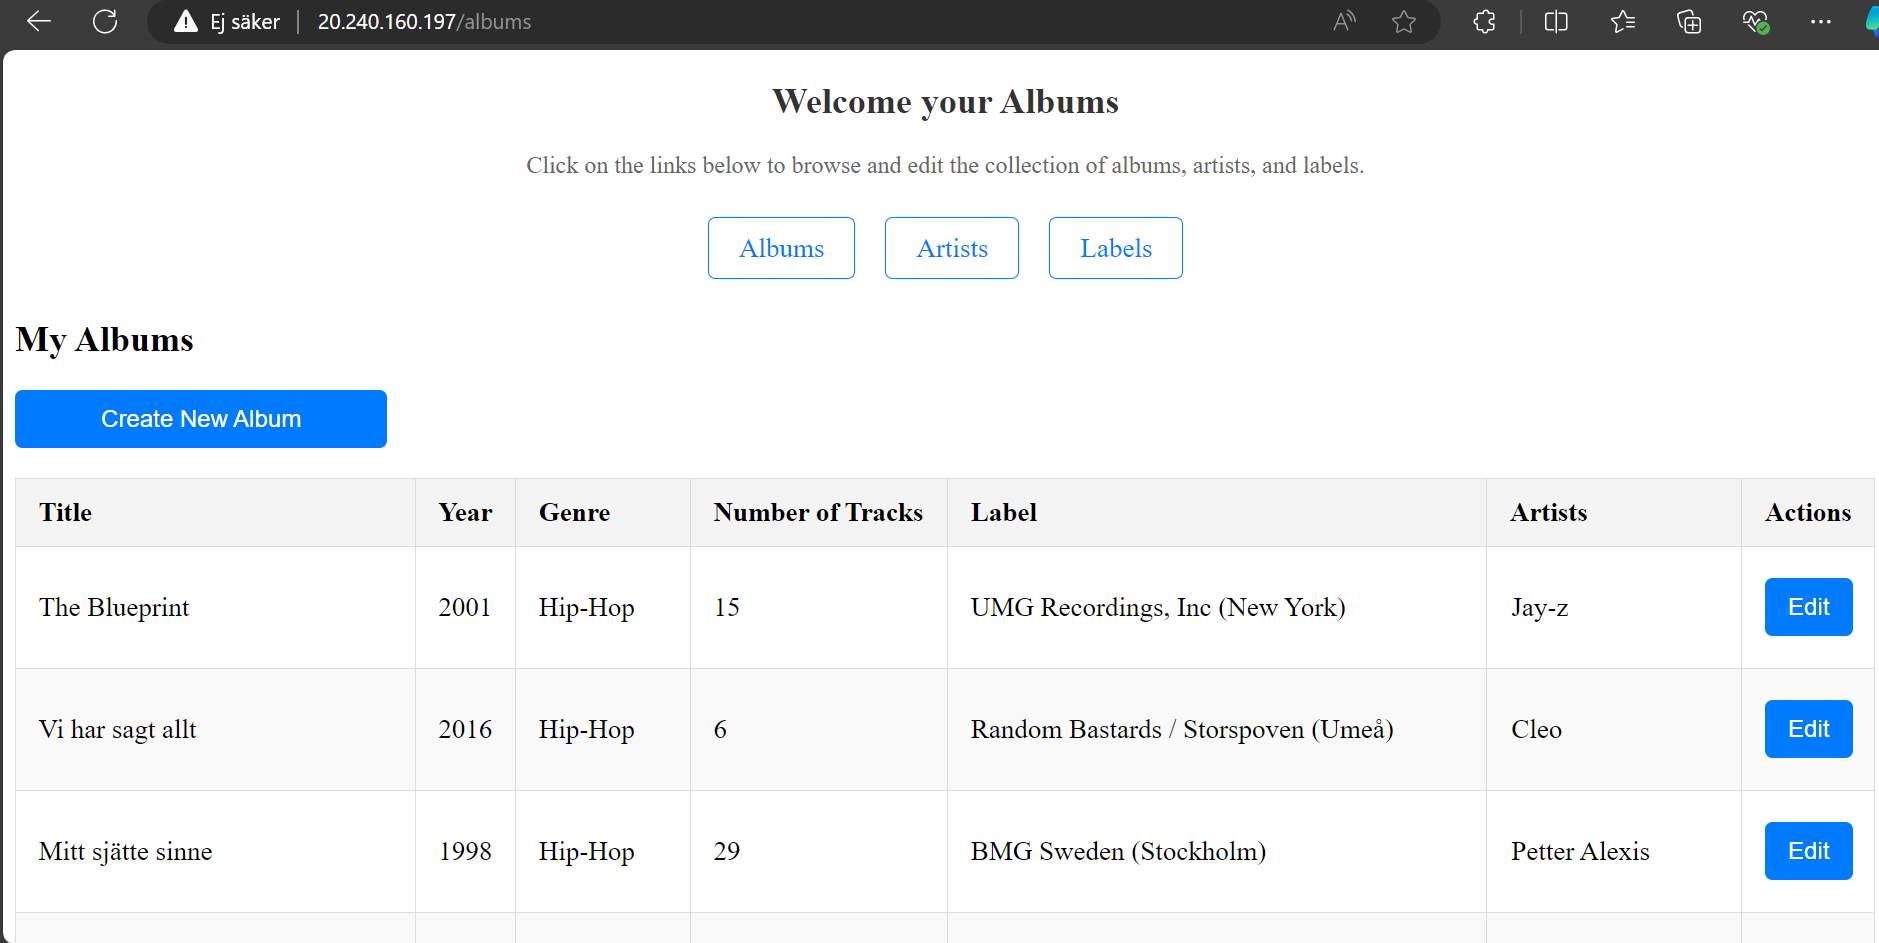 Ej säker 20.240.160.197/albums
Welcome your Albums
Click on the links below to browse and edit the collection of albums, artists, and labels.
Albums Artists Labels
My Albums
Create New Album
Title Year Genre Number of Tracks Label Artists Actions
The Blueprint 2001 Hip-Hop 15 UMG Recordings, Inc (New York) Jay-z Edit
Vi har sagt allt 2016 Hip-Hop 6 Random Bastards / Storspoven (Umeå) Cleo Edit
Mitt sjätte sinne 1998 Hip-Hop 29 BMG Sweden (Stockholm) Petter Alexis Edit